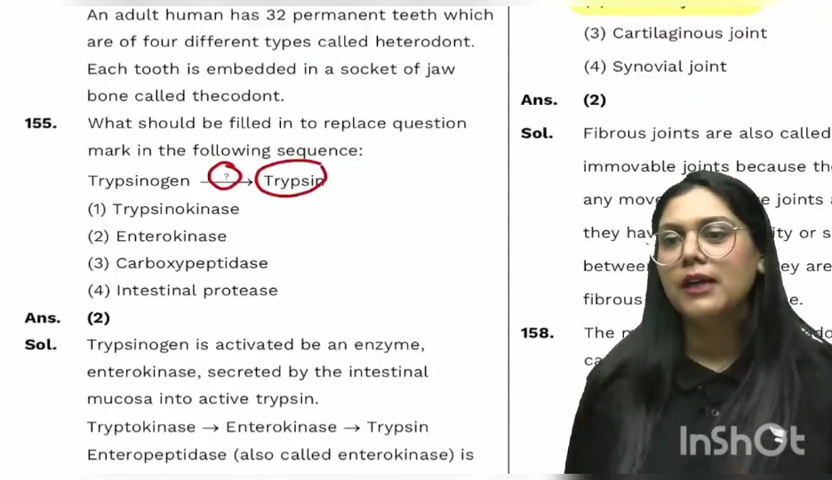 An adult human has 32 permanent teeth which
are of four different types called heterodont.
Each tooth is embedded in a socket of jaw
bone called thecodont.
155. What should be filled in to replace question
mark in the following sequence:
Trypsinogen ? → Trypsin
(1) Trypsinokinase
(2) Enterokinase
(3) Carboxypeptidase
(4) Intestinal protease
Ans. (2)
Sol. Trypsinogen is activated be an enzyme,
enterokinase, secreted by the intestinal
mucosa into active trypsin.
Tryptokinase → Enterokinase → Trypsin
Enteropeptidase (also called enterokinase) is
(3) Cartilaginous joint
(4) Synovial joint
Ans. (2)
Sol. Fibrous joints are also called
immovable joints because
any joints
they or
between are
fibrous
158. The
InShOt